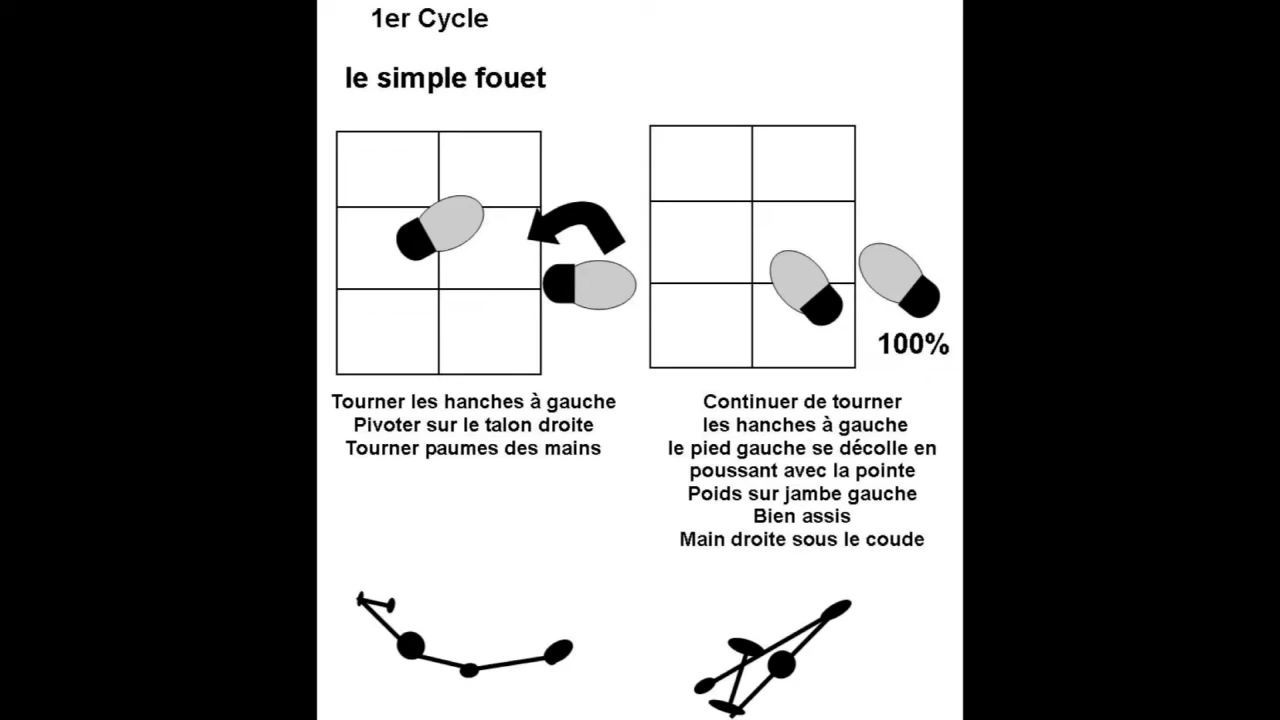 1er Cycle
le simple fouet
100%
Tourner les hanches à gauche
Pivoter sur le talon droite
Tourner paumes des mains
Continuer de tourner
les hanches à gauche
le pied gauche se décolle en
poussant avec la pointe
Poids sur jambe gauche
Bien assis
Main droite sous le coude